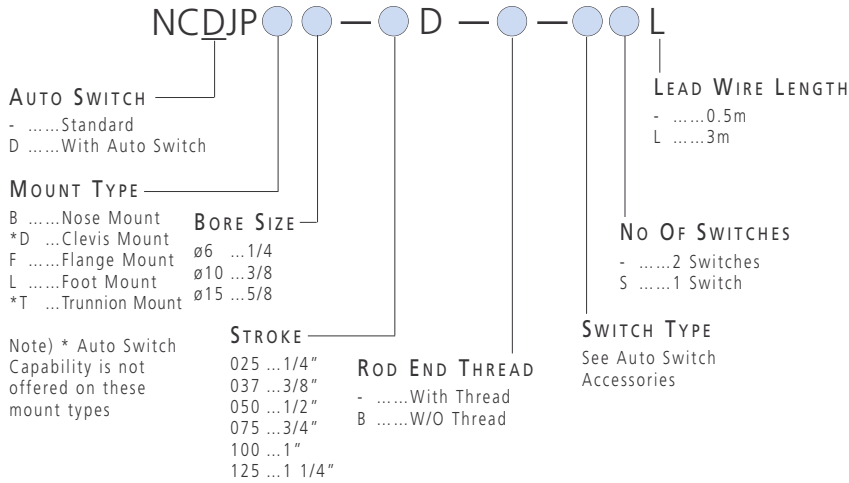 NCDJP — D — — L
AUTO SWITCH
- ......Standard
D ......With Auto Switch
MOUNT TYPE
B ......Nose Mount
*D ...Clevis Mount
F ......Flange Mount
L ......Foot Mount
*T ...Trunnion Mount
Note) * Auto Switch
Capability is not
offered on these
mount types
BORE SIZE
ø6 ...1/4
ø10 ...3/8
ø15 ...5/8
STROKE
025 ...1/4"
037 ...3/8"
050 ...1/2"
075 ...3/4"
100 ...1"
125 ...1 1/4"
ROD END THREAD
- ......With Thread
B ......W/O Thread
SWITCH TYPE
See Auto Switch
Accessories
NO OF SWITCHES
- ......2 Switches
S ......1 Switch
LEAD WIRE LENGTH
- ......0.5m
L ......3m